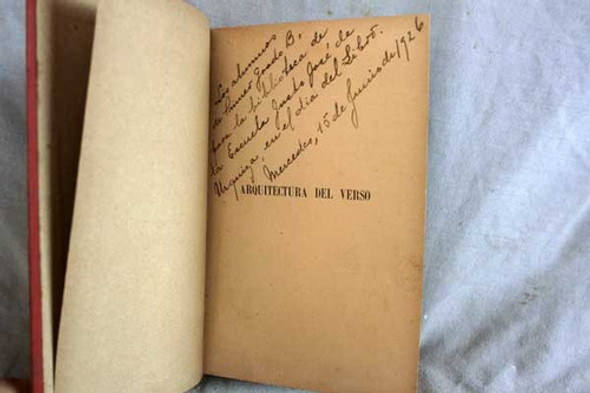 Los alumnos
de Primer Grado B,
para la biblioteca de
la Escuela Justo José de
Urquiza, en el día del Libro.
Mercedes, 15 de Junio de 1926
ARQUITECTURA DEL VERSO